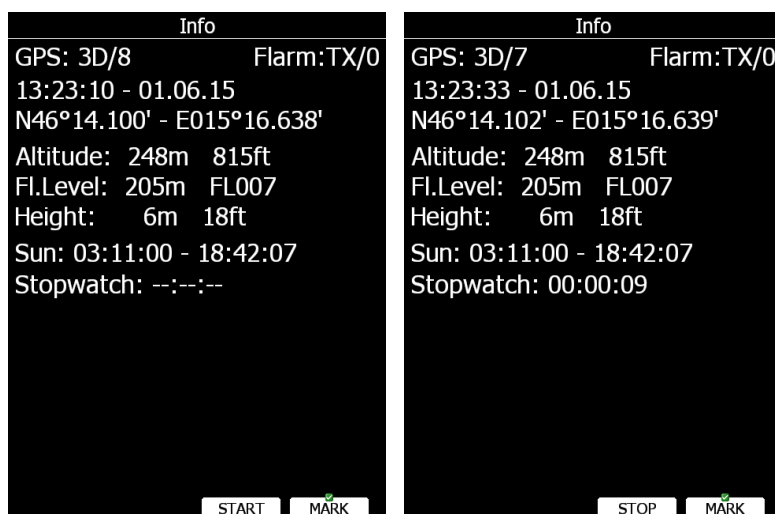 Info
GPS: 3D/8 Flarm:TX/0
13:23:10 - 01.06.15
N46°14.100' - E015°16.638'
Altitude: 248m 815ft
Fl.Level: 205m FL007
Height: 6m 18ft
Sun: 03:11:00 - 18:42:07
Stopwatch: --:--:--
START MARK
Info
GPS: 3D/7 Flarm:TX/0
13:23:33 - 01.06.15
N46°14.102' - E015°16.639'
Altitude: 248m 815ft
Fl.Level: 205m FL007
Height: 6m 18ft
Sun: 03:11:00 - 18:42:07
Stopwatch: 00:00:09
STOP MARK